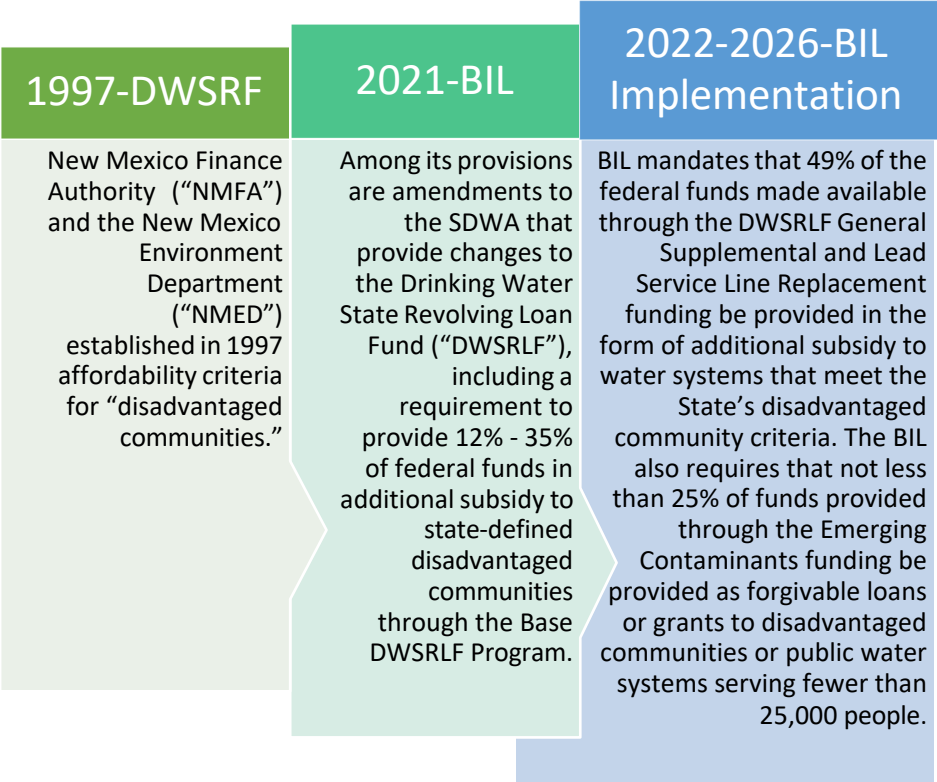 1997-DWSRF
New Mexico Finance
Authority (“NMFA”)
and the New Mexico
Environment
Department
(“NMED”)
established in 1997
affordability criteria
for “disadvantaged
communities.”
2021-BIL
Among its provisions
are amendments to
the SDWA that
provide changes to
the Drinking Water
State Revolving Loan
Fund (“DWSRLF”),
including a
requirement to
provide 12% - 35%
of federal funds in
additional subsidy to
state-defined
disadvantaged
communities
through the Base
DWSRLF Program.
2022-2026-BIL
Implementation
BIL mandates that 49% of the
federal funds made available
through the DWSRLF General
Supplemental and Lead
Service Line Replacement
funding be provided in the
form of additional subsidy to
water systems that meet the
State’s disadvantaged
community criteria. The BIL
also requires that not less
than 25% of funds provided
through the Emerging
Contaminants funding be
provided as forgivable loans
or grants to disadvantaged
communities or public water
systems serving fewer than
25,000 people.